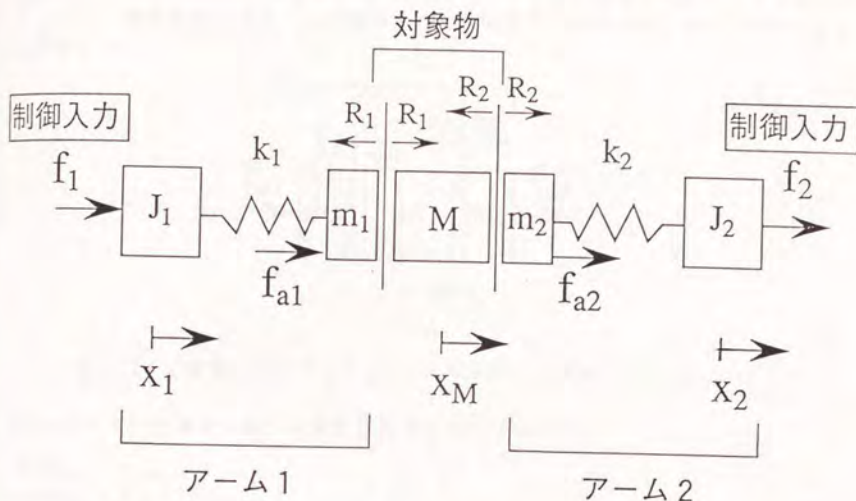 対象物
R₁ R₁ R₂ R₂
制御入力 制御入力
f₁ k₁ k₂ f₂
J₁ m₁ M m₂ J₂
fₐ₁ fₐ₂
X₁ X_M X₂
アーム1 アーム2